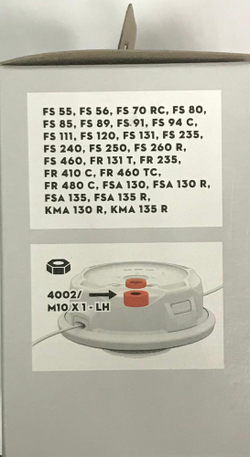 FS 55, FS 56, FS 70 RC, FS 80,
FS 85, FS 89, FS 91, FS 94 C,
FS 111, FS 120, FS 131, FS 235,
FS 240, FS 250, FS 260 R,
FS 460, FR 131 T, FR 235,
FR 410 C, FR 460 TC,
FR 480 C, FSA 130, FSA 130 R,
FSA 135, FSA 135 R,
KMA 130 R, KMA 135 R
4002/
M10 X 1 - LH